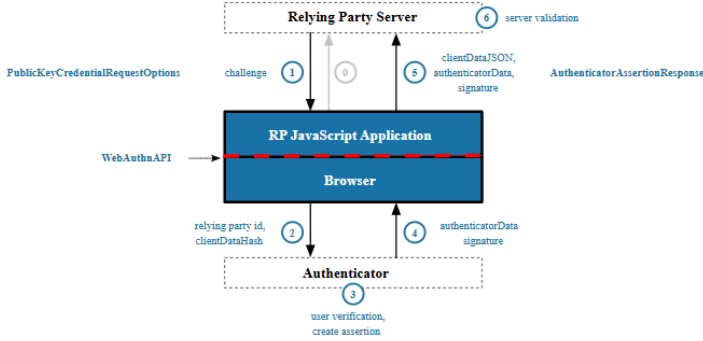 Relying Party Server
6
server validation
PublicKeyCredentialRequestOptions
challenge
1
0
5
clientDataJSON,
authenticatorData,
signature
AuthenticatorAssertionResponse
RP JavaScript Application
WebAuthnAPI
Browser
relying party id,
clientDataHash
2
4
authenticatorData
signature
Authenticator
3
user verification,
create assertion